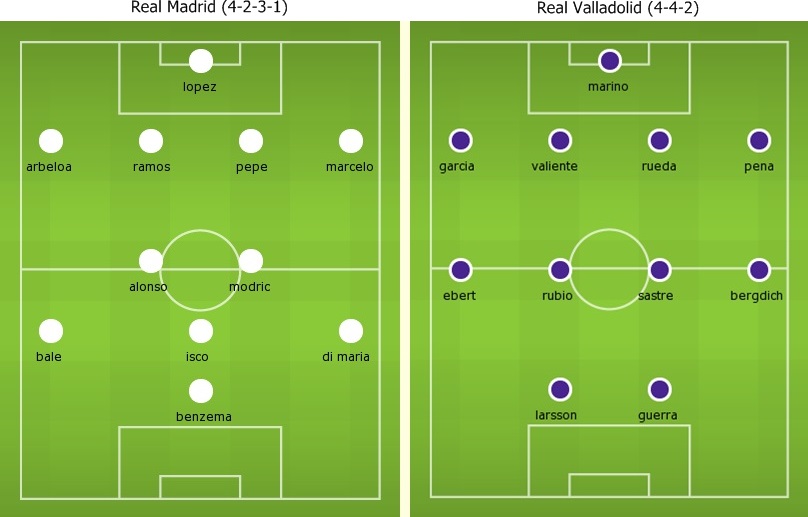 Real Madrid (4-2-3-1)
lopez
arbeloa ramos pepe marcelo
alonso modric
bale isco di maria
benzema
Real Valladolid (4-4-2)
marino
garcia valiente rueda pena
ebert rubio sastre bergdich
larsson guerra